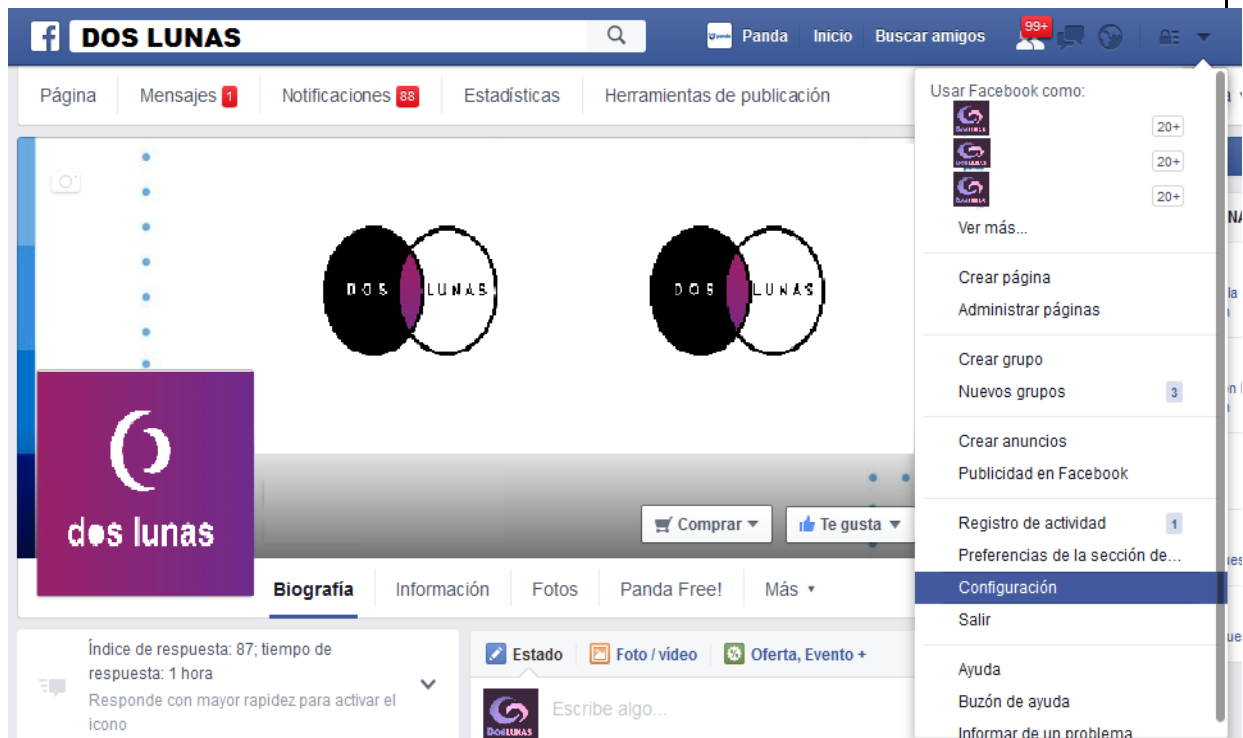 f DOS LUNAS Panda Inicio Buscar amigos 99+
Página Mensajes 1 Notificaciones 88 Estadísticas Herramientas de publicación
Usar Facebook como:
20+
20+
20+
Ver más...
Crear página
Administrar páginas
Crear grupo
Nuevos grupos 3
Crear anuncios
Publicidad en Facebook
Registro de actividad 1
Preferencias de la sección de...
Configuración
Salir
Ayuda
Buzón de ayuda
Informar de un problema
DOS LUNAS
DOS LUNAS
dos lunas
Comprar Te gusta
Biografía Información Fotos Panda Free! Más
Índice de respuesta: 87; tiempo de
respuesta: 1 hora
Responde con mayor rapidez para activar el
icono
Estado Foto / vídeo Oferta, Evento +
DOS LUNAS Escribe algo...